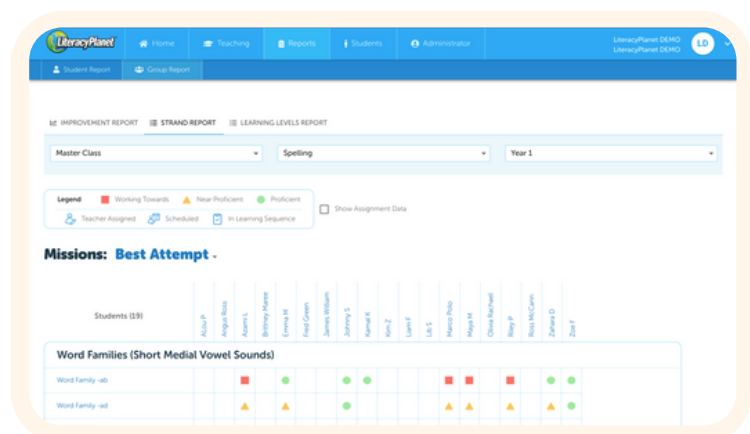 LiteracyPlanet Home Teaching Reports Students Administrator LiteracyPlanet DEMO LD
LiteracyPlanet DEMO
Student Report Group Report
IMPROVEMENT REPORT STRAND REPORT LEARNING LEVELS REPORT
Master Class Spelling Year 1
Legend Working Towards Near Proficient Proficient
Teacher Assigned Scheduled In Learning Sequence
Show Assignment Data
Missions: Best Attempt
Students (19)
ALou P
Angus Ross
Azami L
Brittney Maree
Emma M
Fred Green
James William
Johnny S
Kamal K
Kim Z
Liam F
Lib S
Marco Polo
Maya M
Olivia Rachael
Riley P
Ross McCann
Zahara D
Zoe F
Word Families (Short Medial Vowel Sounds)
Word Family -ab
Word Family -ad